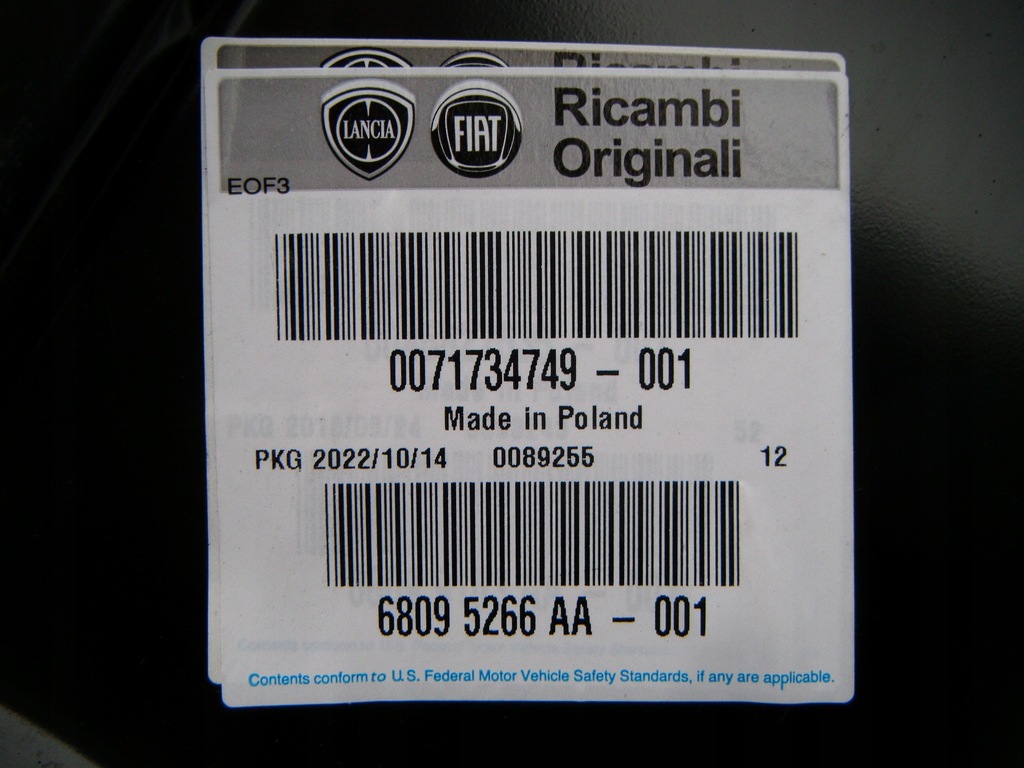 Ricambi
LANCIA FIAT Ricambi
Originali
EOF3
0071734749 – 001
Made in Poland
PKG 2022/10/14 0089255 12
6809 5266 AA – 001
Contents conform to U.S. Federal Motor Vehicle Safety Standards, if any are applicable.